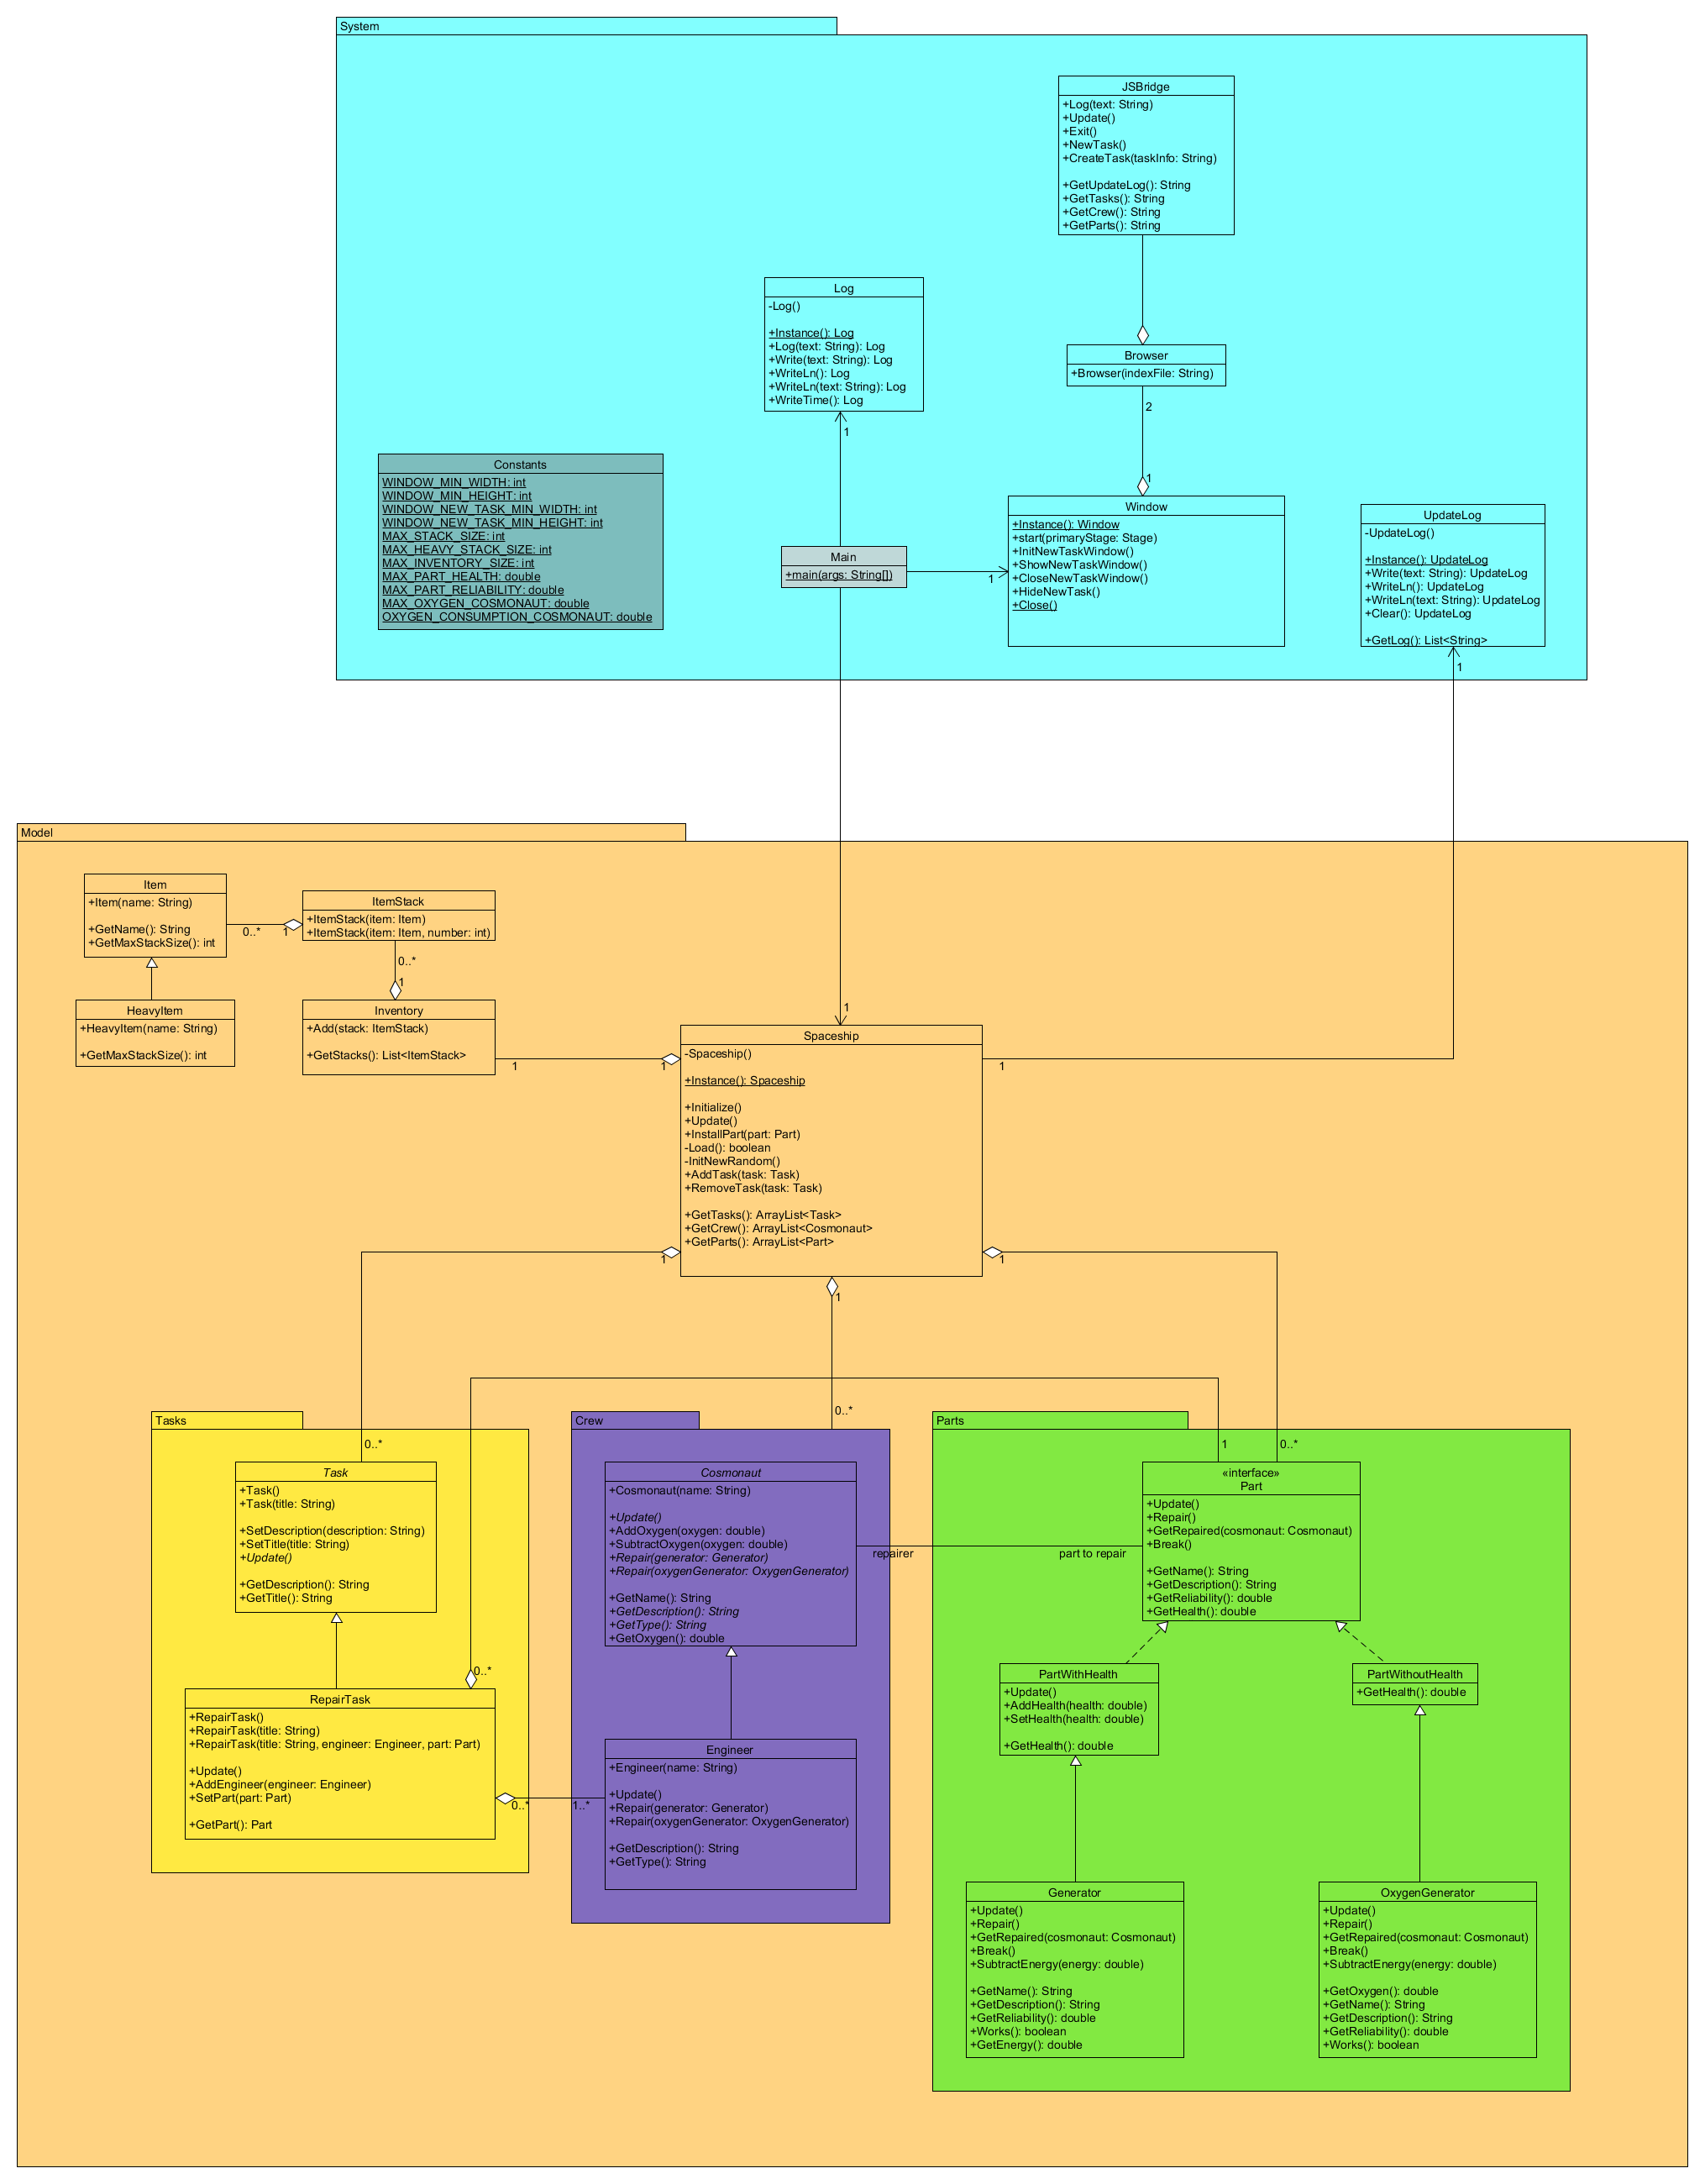 System
JSBridge
+Log(text: String)
+Update()
+Exit()
+NewTask()
+CreateTask(taskInfo: String)
+GetUpdateLog(): String
+GetTasks(): String
+GetCrew(): String
+GetParts(): String
Log
-Log()
+Instance(): Log
+Log(text: String): Log
+Write(text: String): Log
+WriteLn(): Log
+WriteLn(text: String): Log
+WriteTime(): Log
1
Browser
+Browser(indexFile: String)
2
1
Constants
WINDOW_MIN_WIDTH: int
WINDOW_MIN_HEIGHT: int
WINDOW_NEW_TASK_MIN_WIDTH: int
WINDOW_NEW_TASK_MIN_HEIGHT: int
MAX_STACK_SIZE: int
MAX_HEAVY_STACK_SIZE: int
MAX_INVENTORY_SIZE: int
MAX_PART_HEALTH: double
MAX_PART_RELIABILITY: double
MAX_OXYGEN_COSMONAUT: double
OXYGEN_CONSUMPTION_COSMONAUT: double
Main
+main(args: String[])
1
Window
+Instance(): Window
+start(primaryStage: Stage)
+InitNewTaskWindow()
+ShowNewTaskWindow()
+CloseNewTaskWindow()
+HideNewTask()
+Close()
UpdateLog
-UpdateLog()
+Instance(): UpdateLog
+Write(text: String): UpdateLog
+WriteLn(): UpdateLog
+WriteLn(text: String): UpdateLog
+Clear(): UpdateLog
+GetLog(): List<String>
1
Model
Item
+Item(name: String)
+GetName(): String
+GetMaxStackSize(): int
0..*
1
ItemStack
+ItemStack(item: Item)
+ItemStack(item: Item, number: int)
0..*
1
HeavyItem
+HeavyItem(name: String)
+GetMaxStackSize(): int
Inventory
+Add(stack: ItemStack)
+GetStacks(): List<ItemStack>
1
1
1
Spaceship
-Spaceship()
+Instance(): Spaceship
+Initialize()
+Update()
+InstallPart(part: Part)
-Load(): boolean
-InitNewRandom()
+AddTask(task: Task)
+RemoveTask(task: Task)
+GetTasks(): ArrayList<Task>
+GetCrew(): ArrayList<Cosmonaut>
+GetParts(): ArrayList<Part>
1
1
1
1
Tasks
0..*
Task
+Task()
+Task(title: String)
+SetDescription(description: String)
+SetTitle(title: String)
+Update()
+GetDescription(): String
+GetTitle(): String
0..*
RepairTask
+RepairTask()
+RepairTask(title: String)
+RepairTask(title: String, engineer: Engineer, part: Part)
+Update()
+AddEngineer(engineer: Engineer)
+SetPart(part: Part)
+GetPart(): Part
0..*
1..*
Crew
0..*
Cosmonaut
+Cosmonaut(name: String)
+Update()
+AddOxygen(oxygen: double)
+SubtractOxygen(oxygen: double)
+Repair(generator: Generator)
+Repair(oxygenGenerator: OxygenGenerator)
+GetName(): String
+GetDescription(): String
+GetType(): String
+GetOxygen(): double
repairer
part to repair
Engineer
+Engineer(name: String)
+Update()
+Repair(generator: Generator)
+Repair(oxygenGenerator: OxygenGenerator)
+GetDescription(): String
+GetType(): String
Parts
1
0..*
«interface»
Part
+Update()
+Repair()
+GetRepaired(cosmonaut: Cosmonaut)
+Break()
+GetName(): String
+GetDescription(): String
+GetReliability(): double
+GetHealth(): double
PartWithHealth
+Update()
+AddHealth(health: double)
+SetHealth(health: double)
+GetHealth(): double
PartWithoutHealth
+GetHealth(): double
Generator
+Update()
+Repair()
+GetRepaired(cosmonaut: Cosmonaut)
+Break()
+SubtractEnergy(energy: double)
+GetName(): String
+GetDescription(): String
+GetReliability(): double
+Works(): boolean
+GetEnergy(): double
OxygenGenerator
+Update()
+Repair()
+GetRepaired(cosmonaut: Cosmonaut)
+Break()
+SubtractEnergy(energy: double)
+GetOxygen(): double
+GetName(): String
+GetDescription(): String
+GetReliability(): double
+Works(): boolean